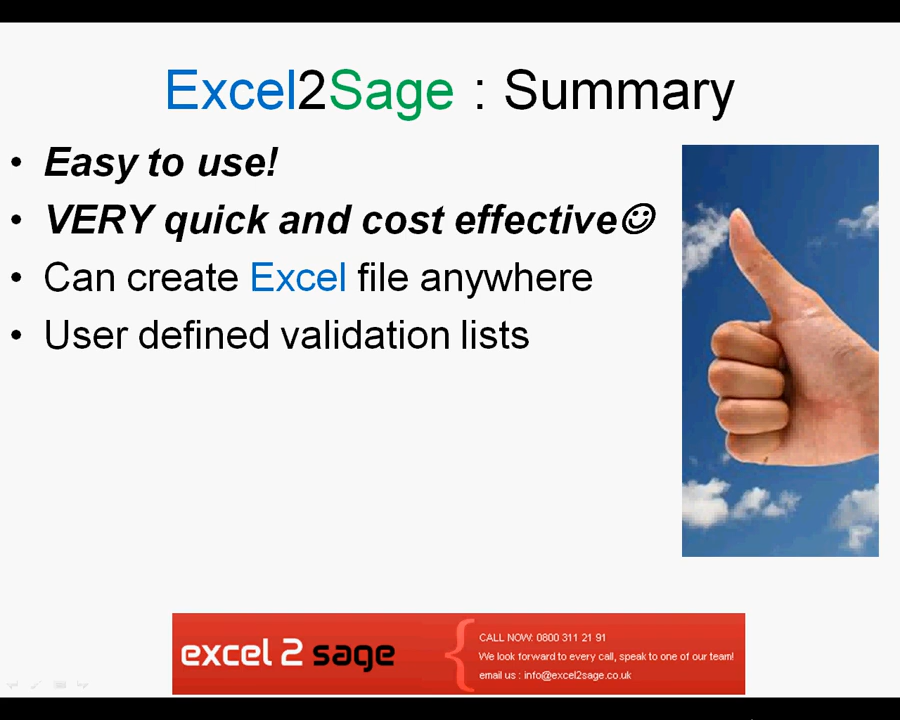 Excel2Sage : Summary
• Easy to use!
• VERY quick and cost effective☺
• Can create Excel file anywhere
• User defined validation lists
excel 2 sage
CALL NOW: 0800 311 21 91
We look forward to every call, speak to one of our team!
email us : info@excel2sage.co.uk